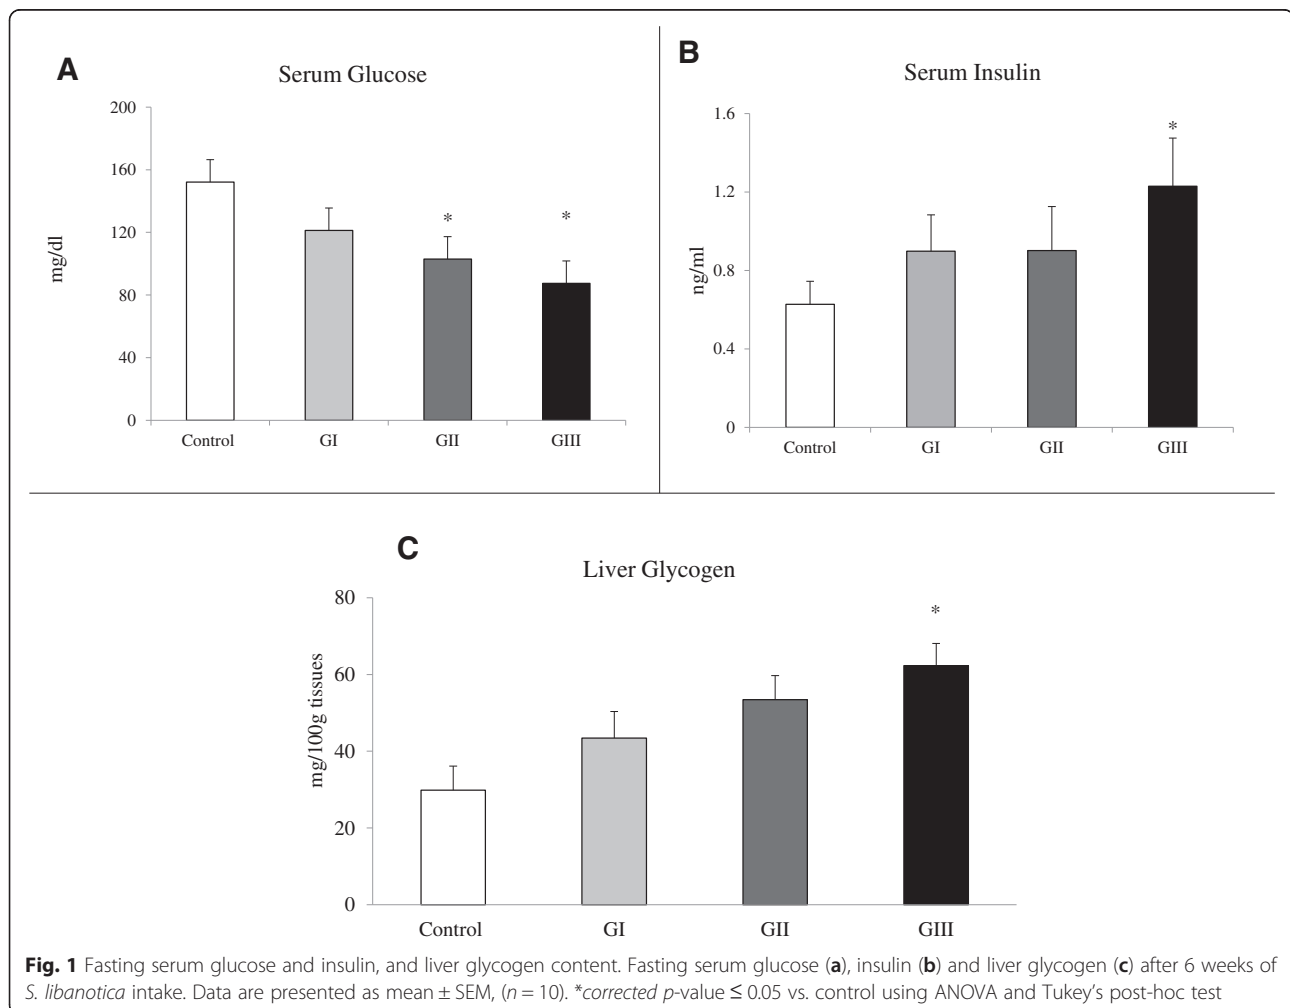 A
Serum Glucose
200
160
120
80
40
0
mg/dl
*
*
Control GI GII GIII
B
Serum Insulin
1.6
1.2
0.8
0.4
0
ng/ml
*
Control GI GII GIII
C
Liver Glycogen
80
60
40
20
0
mg/100g tissues
*
Control GI GII GIII
Fig. 1 Fasting serum glucose and insulin, and liver glycogen content. Fasting serum glucose (a), insulin (b) and liver glycogen (c) after 6 weeks of
S. libanotica intake. Data are presented as mean ± SEM, (n = 10). *corrected p-value ≤ 0.05 vs. control using ANOVA and Tukey's post-hoc test